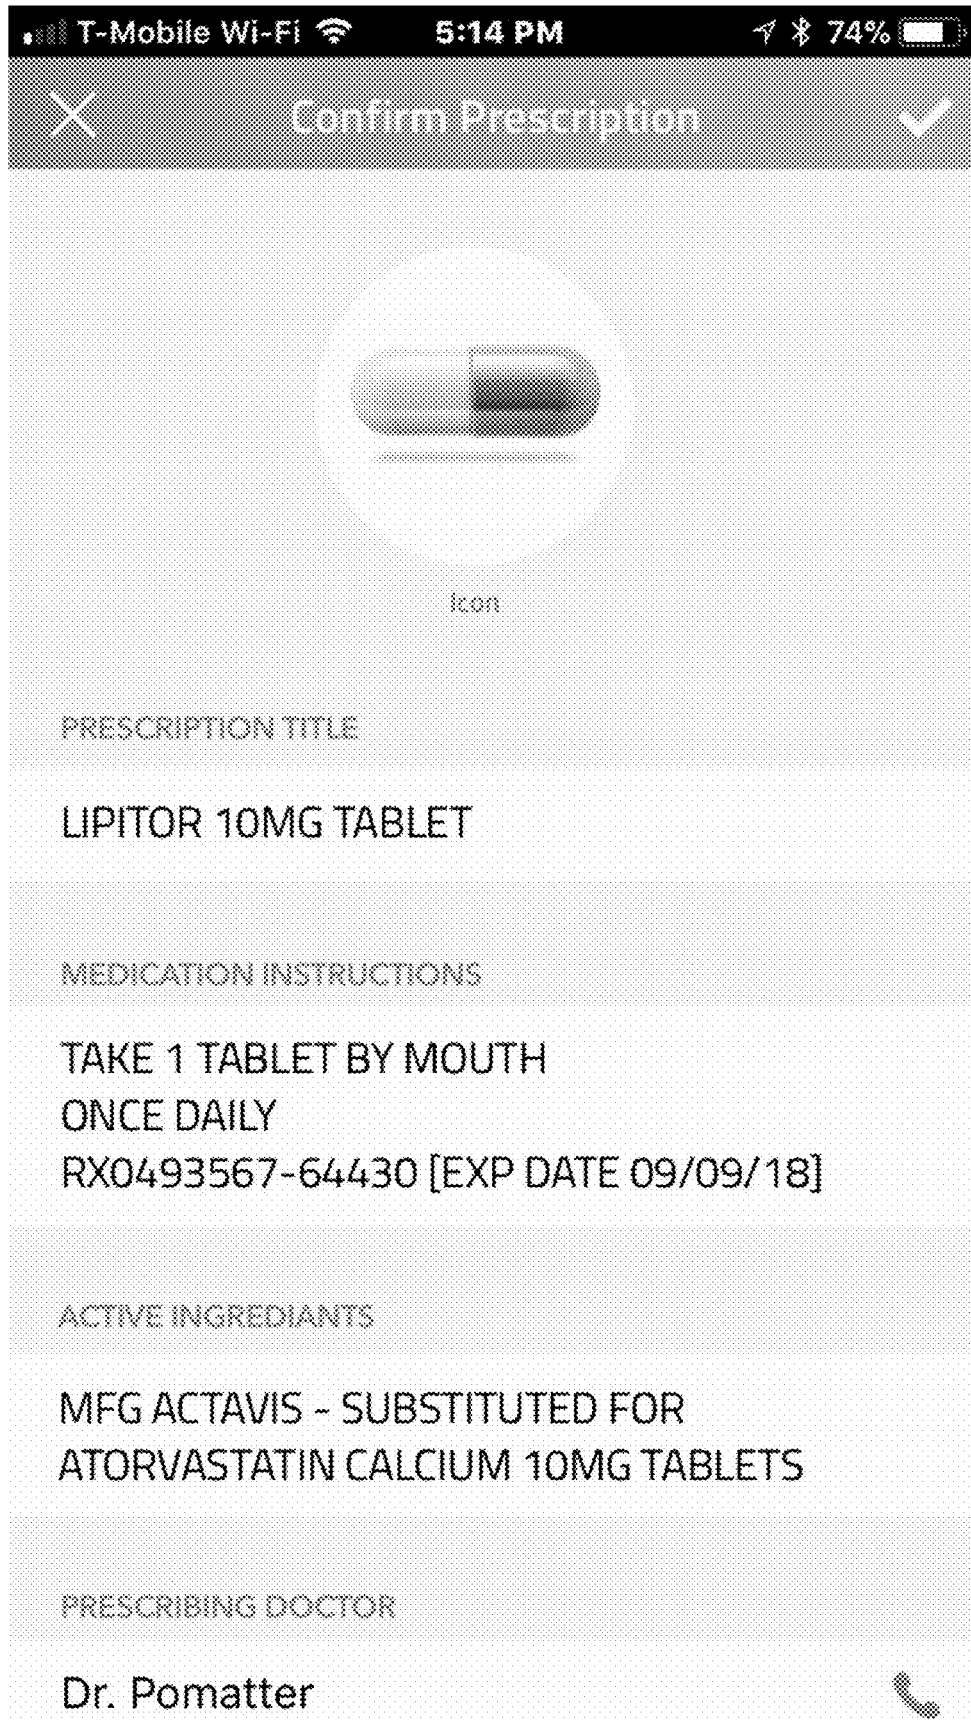 T-Mobile Wi-Fi 5:14 PM 74%
Confirm Prescription
Icon
PRESCRIPTION TITLE
LIPITOR 10MG TABLET
MEDICATION INSTRUCTIONS
TAKE 1 TABLET BY MOUTH
ONCE DAILY
RX0493567-64430 [EXP DATE 09/09/18]
ACTIVE INGREDIANTS
MFG ACTAVIS - SUBSTITUTED FOR
ATORVASTATIN CALCIUM 10MG TABLETS
PRESCRIBING DOCTOR
Dr. Pomatter